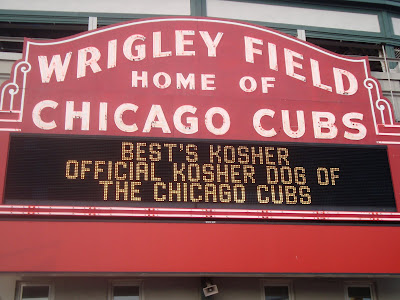 WRIGLEY FIELD
HOME OF
CHICAGO CUBS
BEST'S KOSHER
OFFICIAL KOSHER DOG OF
THE CHICAGO CUBS